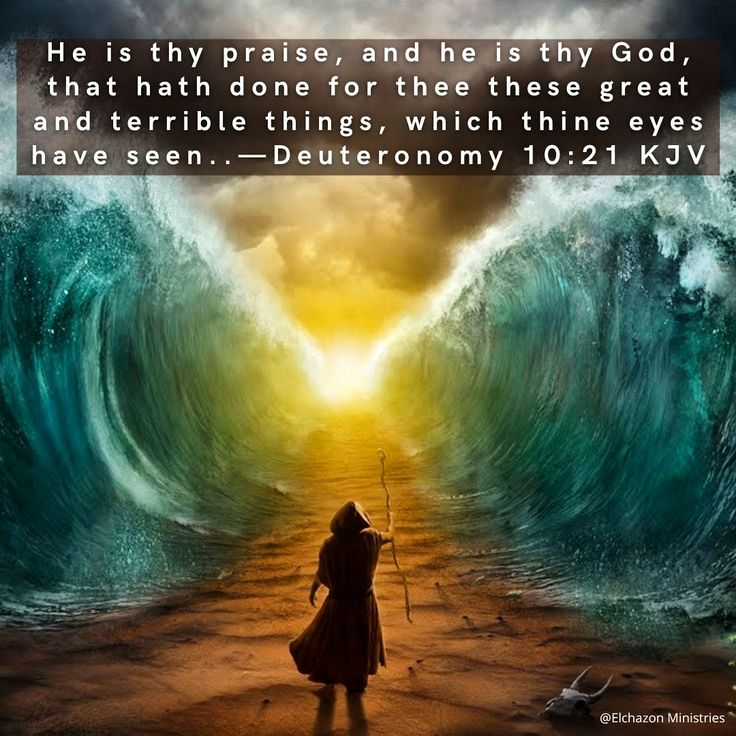 He is thy praise, and he is thy God,
that hath done for thee these great
and terrible things, which thine eyes
have seen..—Deuteronomy 10:21 KJV
@Elchazon Ministries